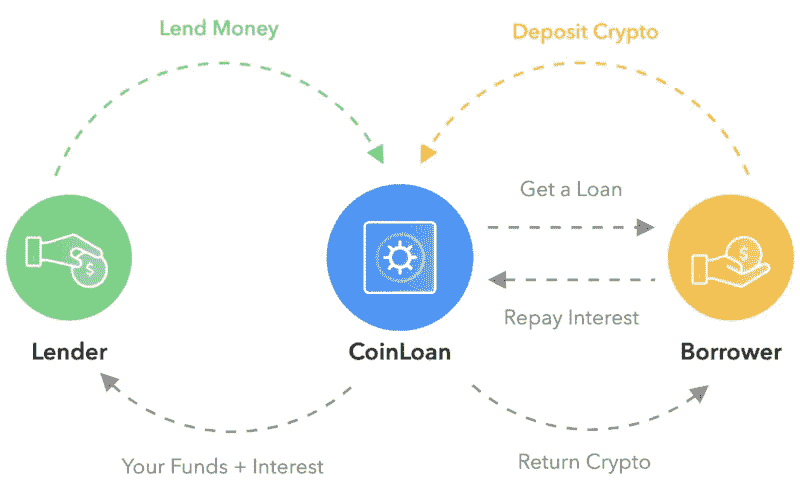 Lend Money
Deposit Crypto
Get a Loan
$
$
Repay Interest
Lender
CoinLoan
Borrower
Your Funds + Interest
Return Crypto